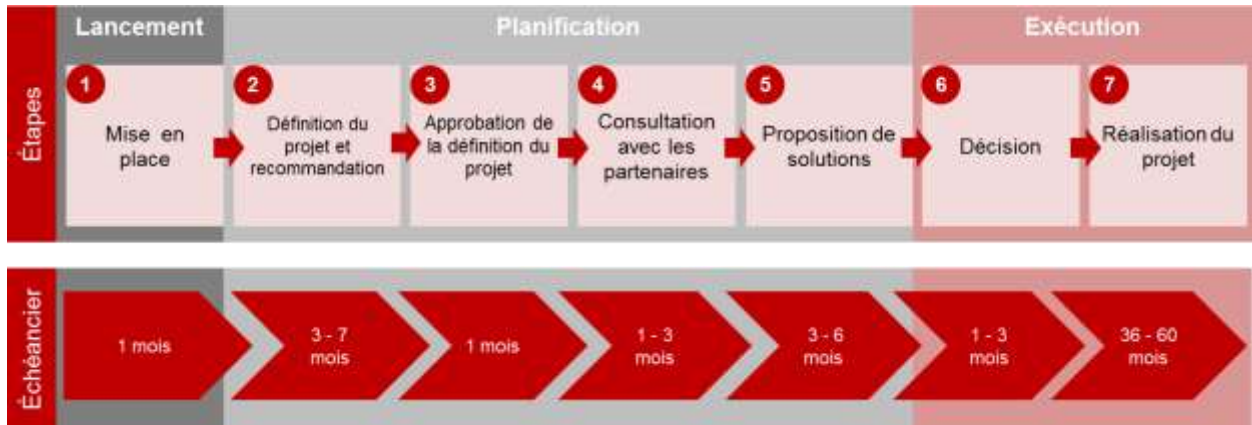 Lancement
Planification
Exécution
Étapes
1
Mise en
place
2
Définition du
projet et
recommandation
3
Approbation de
la définition du
projet
4
Consultation
avec les
partenaires
5
Proposition de
solutions
6
Décision
7
Réalisation du
projet
Échéancier
1 mois
3 - 7
mois
1 mois
1 - 3
mois
3 - 6
mois
1 - 3
mois
36 - 60
mois